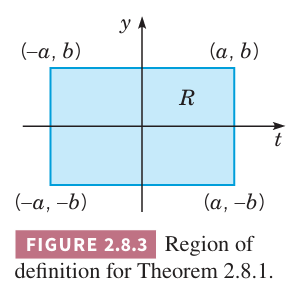 y
(–a, b)
(a, b)
R
t
(–a, –b)
(a, –b)
FIGURE 2.8.3 Region of
definition for Theorem 2.8.1.